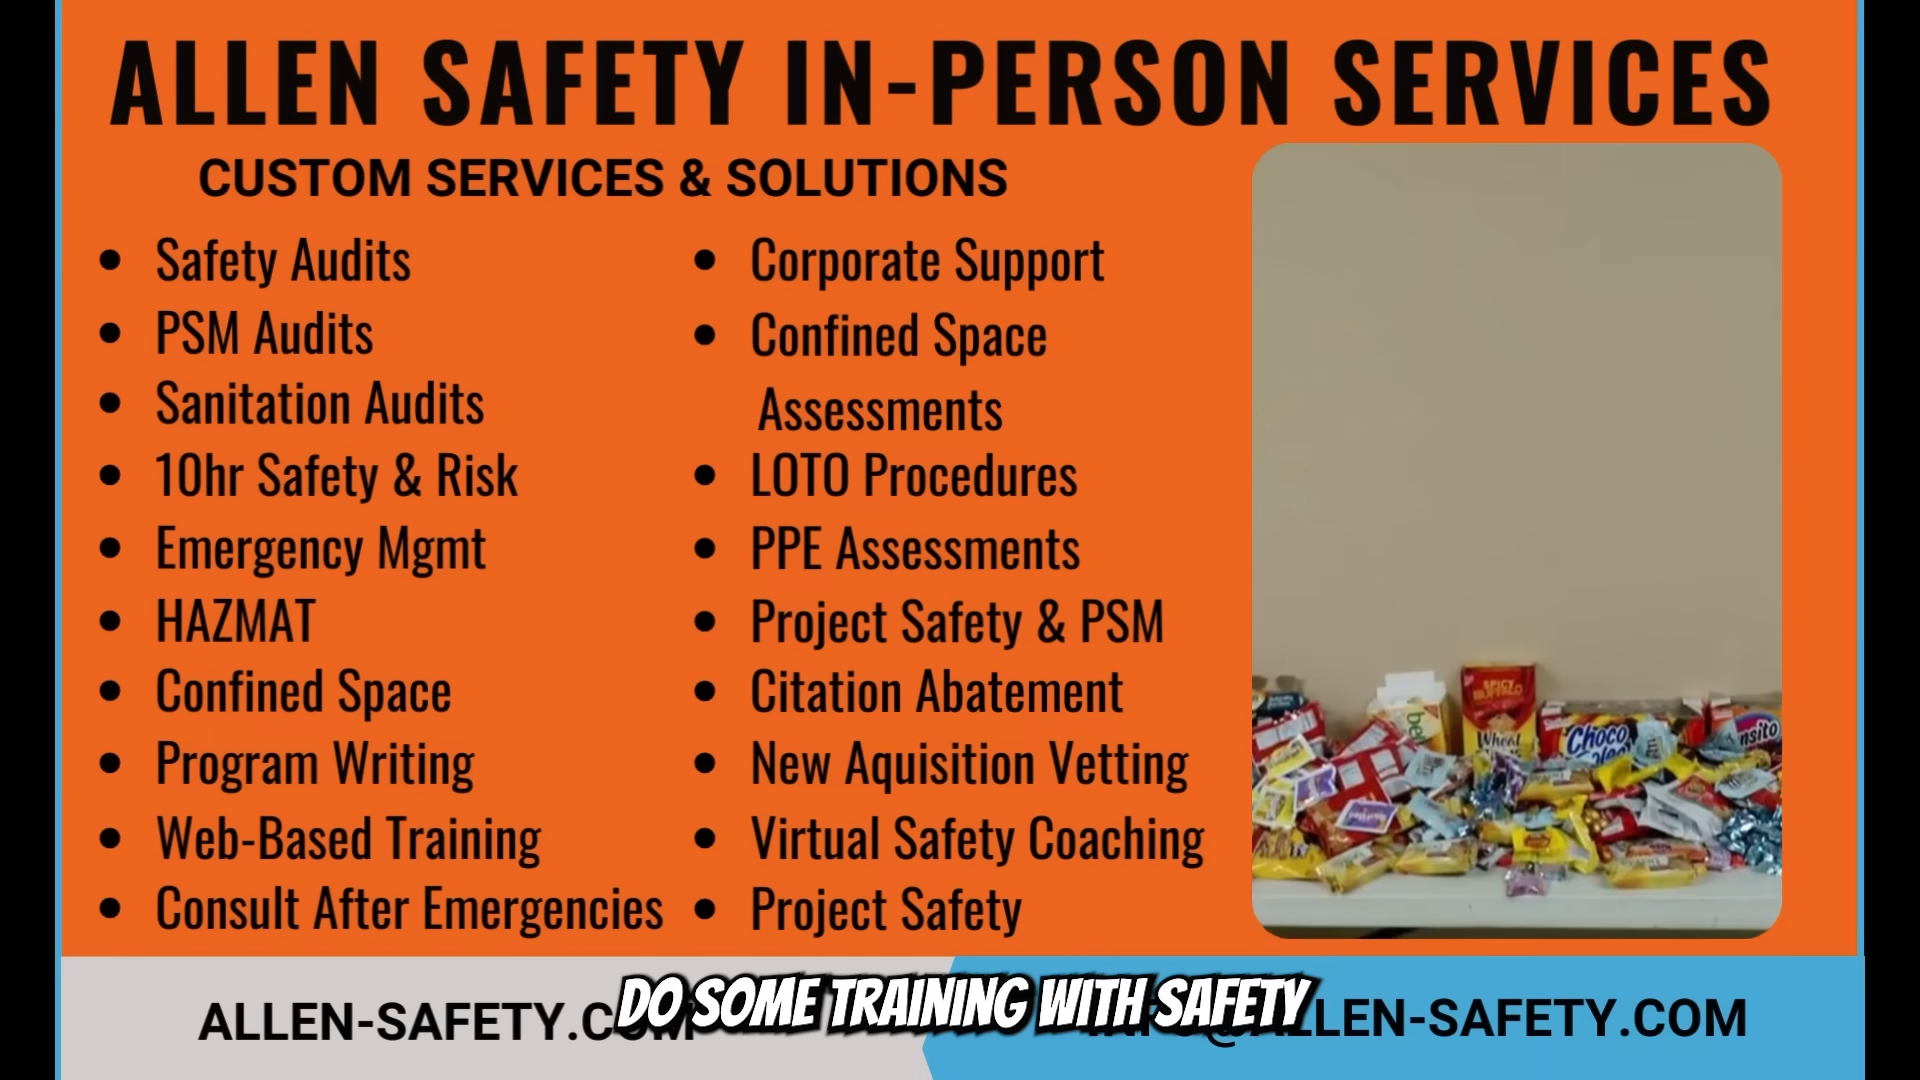 ALLEN SAFETY IN-PERSON SERVICES
CUSTOM SERVICES & SOLUTIONS
Safety Audits
PSM Audits
Sanitation Audits
10hr Safety & Risk
Emergency Mgmt
HAZMAT
Confined Space
Program Writing
Web-Based Training
Consult After Emergencies
Corporate Support
Confined Space
Assessments
LOTO Procedures
PPE Assessments
Project Safety & PSM
Citation Abatement
New Aquisition Vetting
Virtual Safety Coaching
Project Safety
SPICY
BUFFALO
Wheat
Choco
ALLEN-SAFETY.COM
DO SOME TRAINING WITH SAFETY
@ALLEN-SAFETY.COM